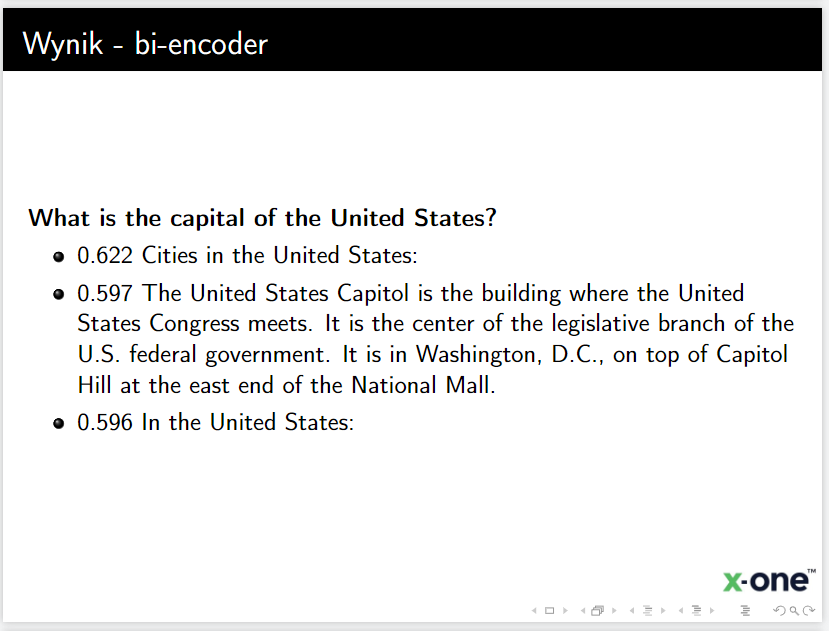 Wynik - bi-encoder
What is the capital of the United States?
0.622 Cities in the United States:
0.597 The United States Capitol is the building where the United
States Congress meets. It is the center of the legislative branch of the
U.S. federal government. It is in Washington, D.C., on top of Capitol
Hill at the east end of the National Mall.
0.596 In the United States:
x-one™